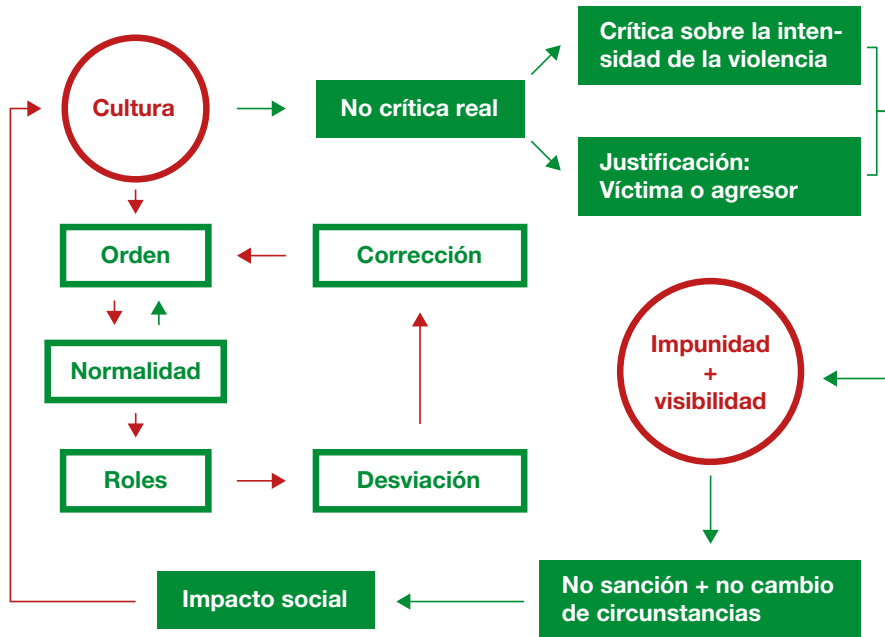 Cultura
No crítica real
Crítica sobre la inten-
sidad de la violencia
Justificación:
Víctima o agresor
Orden
Corrección
Normalidad
Impunidad
+
visibilidad
Roles
Desviación
Impacto social
No sanción + no cambio
de circunstancias